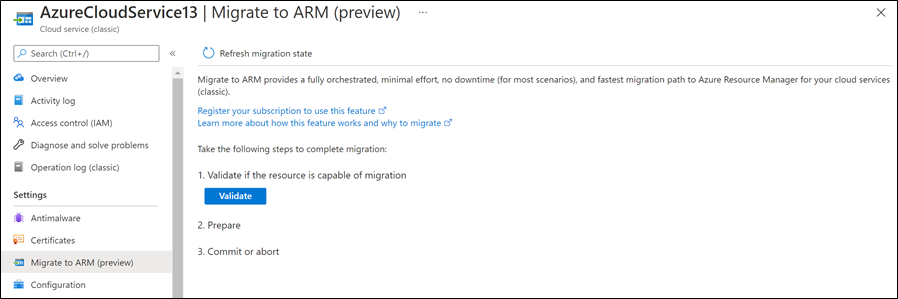 AzureCloudService13 | Migrate to ARM (preview) ...
Cloud service (classic)
Search (Ctrl+/)
Overview
Activity log
Access control (IAM)
Diagnose and solve problems
Operation log (classic)
Settings
Antimalware
Certificates
Migrate to ARM (preview)
Configuration
Refresh migration state
Migrate to ARM provides a fully orchestrated, minimal effort, no downtime (for most scenarios), and fastest migration path to Azure Resource Manager for your cloud services
(classic).
Register your subscription to use this feature
Learn more about how this feature works and why to migrate
Take the following steps to complete migration:
1. Validate if the resource is capable of migration
Validate
2. Prepare
3. Commit or abort